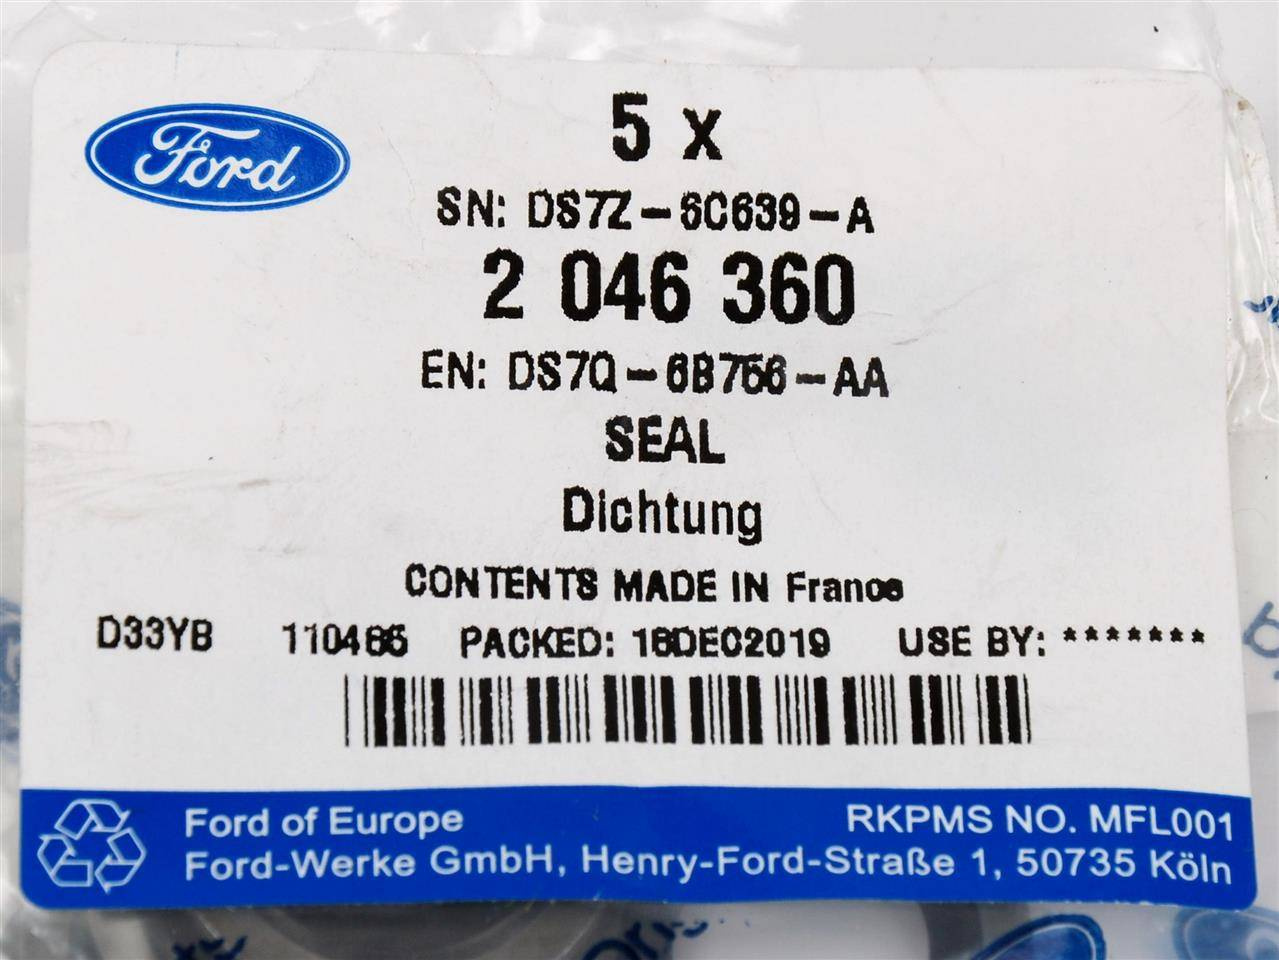 Ford
5 x
SN: DS7Z-6C639-A
2 046 360
EN: DS7Q-6B756-AA
SEAL
Dichtung
CONTENTS MADE IN France
D33YB 110465 PACKED: 16DEC2019 USE BY: *******
Ford of Europe RKPMS NO. MFL001
Ford-Werke GmbH, Henry-Ford-Straße 1, 50735 Köln